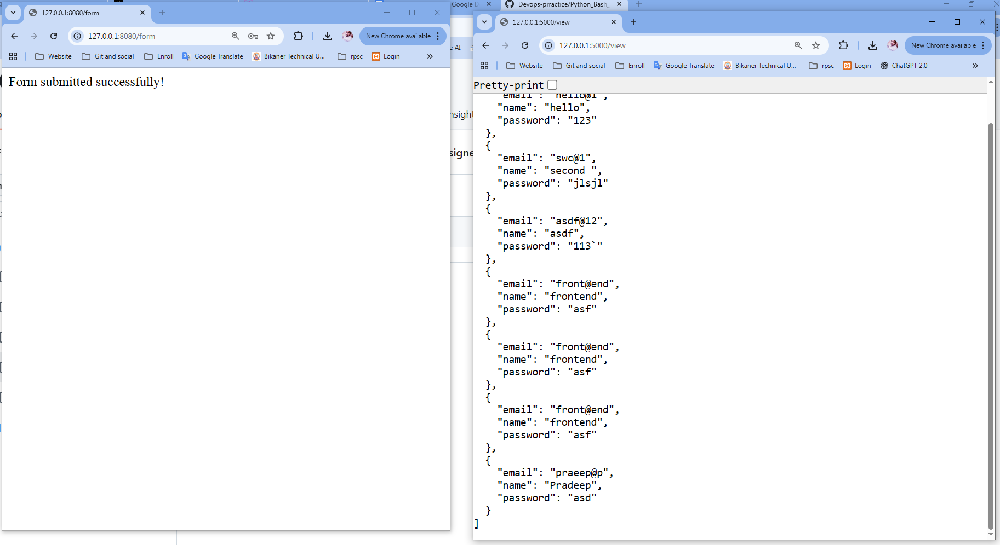 Google D
Devops-prractice/Python_Bash_
127.0.0.1:8080/form
127.0.0.1:8080/form
New Chrome available
Website
Git and social
Enroll
Google Translate
Bikaner Technical U...
rpsc
Login
Form submitted successfully!
e AI
nsight
signe
127.0.0.1:5000/view
127.0.0.1:5000/view
New Chrome available
Website
Git and social
Enroll
Google Translate
Bikaner Technical U...
rpsc
Login
ChatGPT 2.0
Pretty-print
"email": "hello@1",
"name": "hello",
"password": "123"
},
{
"email": "swc@1",
"name": "second ",
"password": "jlsjl"
},
{
"email": "asdf@12",
"name": "asdf",
"password": "113`"
},
{
"email": "front@end",
"name": "frontend",
"password": "asf"
},
{
"email": "front@end",
"name": "frontend",
"password": "asf"
},
{
"email": "front@end",
"name": "frontend",
"password": "asf"
},
{
"email": "praeep@p",
"name": "Pradeep",
"password": "asd"
}
]